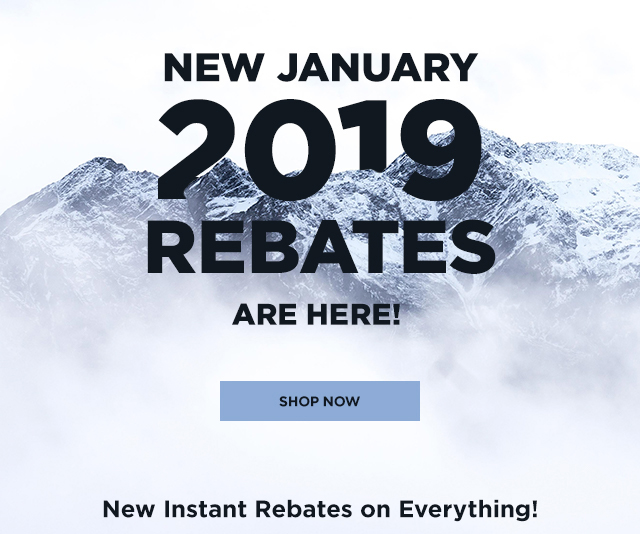 NEW JANUARY
2019
REBATES
ARE HERE!
SHOP NOW
New Instant Rebates on Everything!